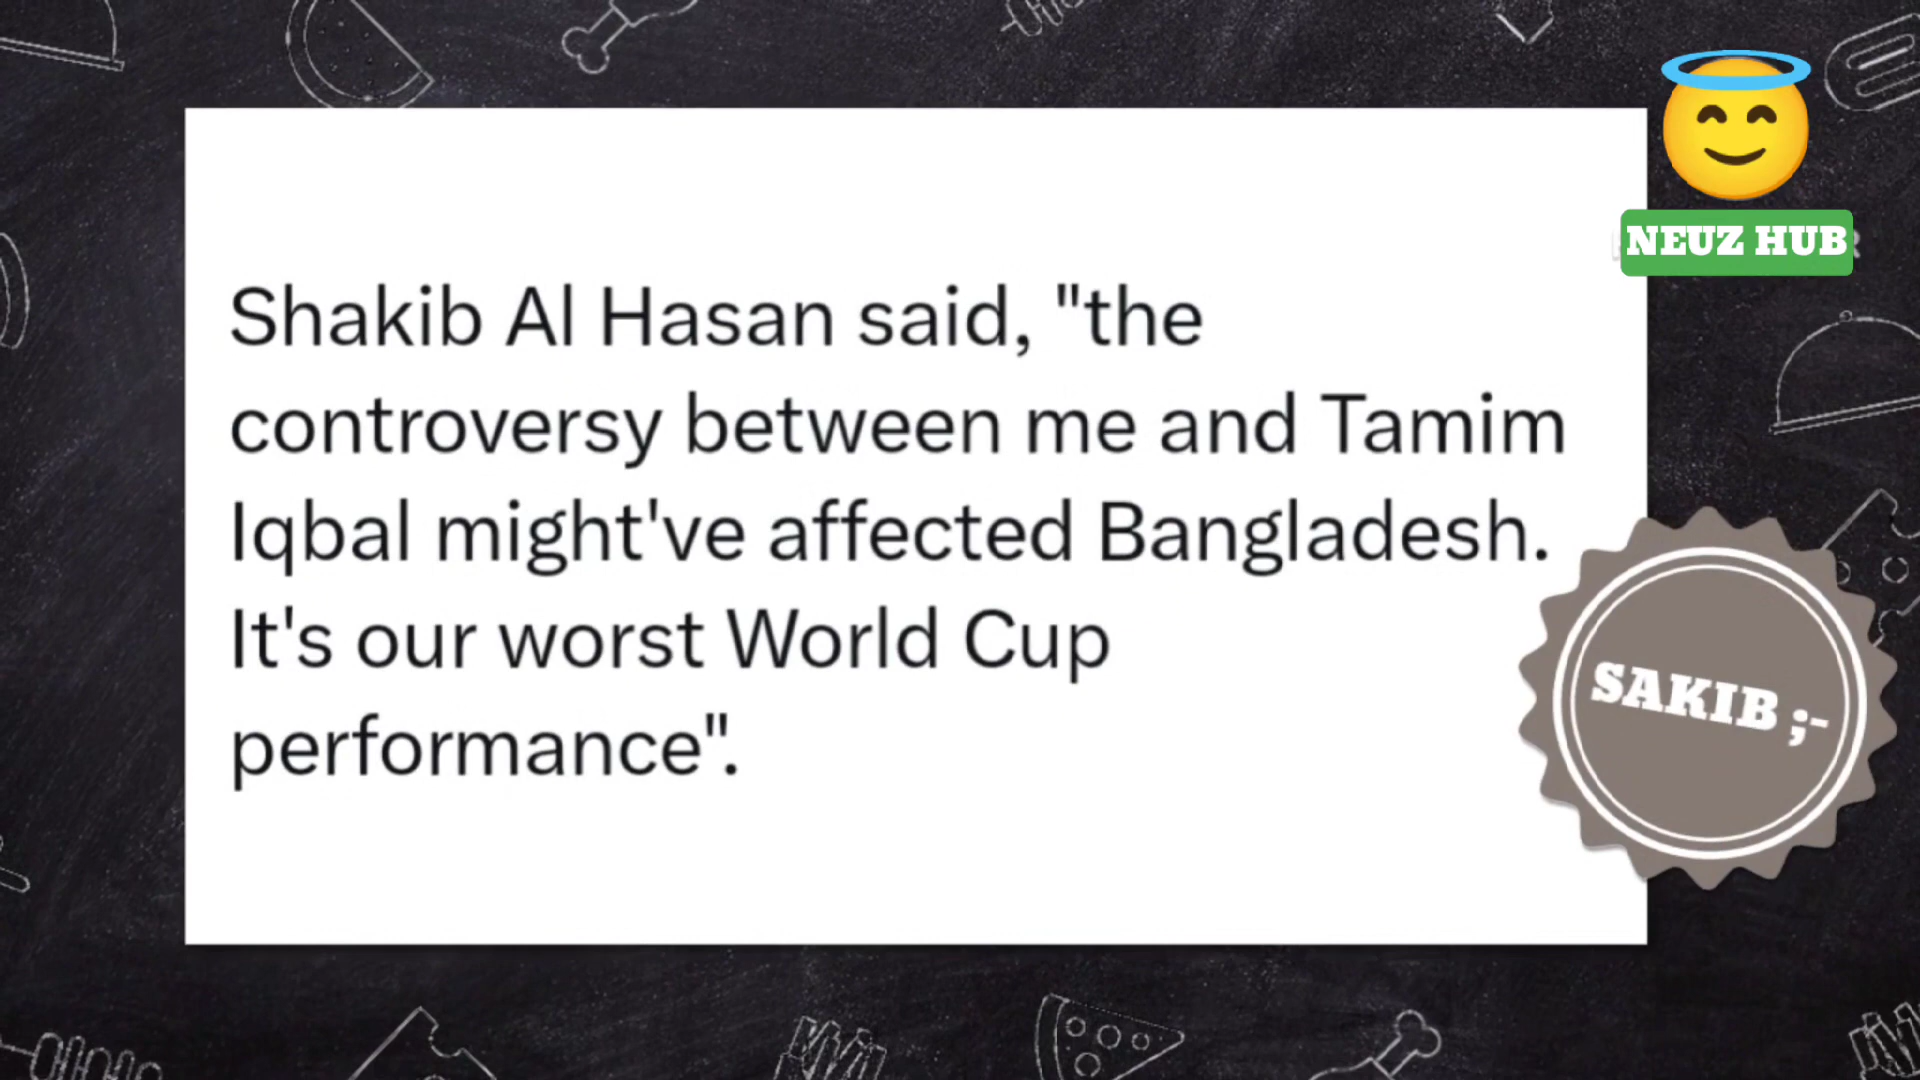 NEUZ HUB
Shakib Al Hasan said, "the
controversy between me and Tamim
Iqbal might've affected Bangladesh.
It's our worst World Cup
performance".
SAKIB ;-